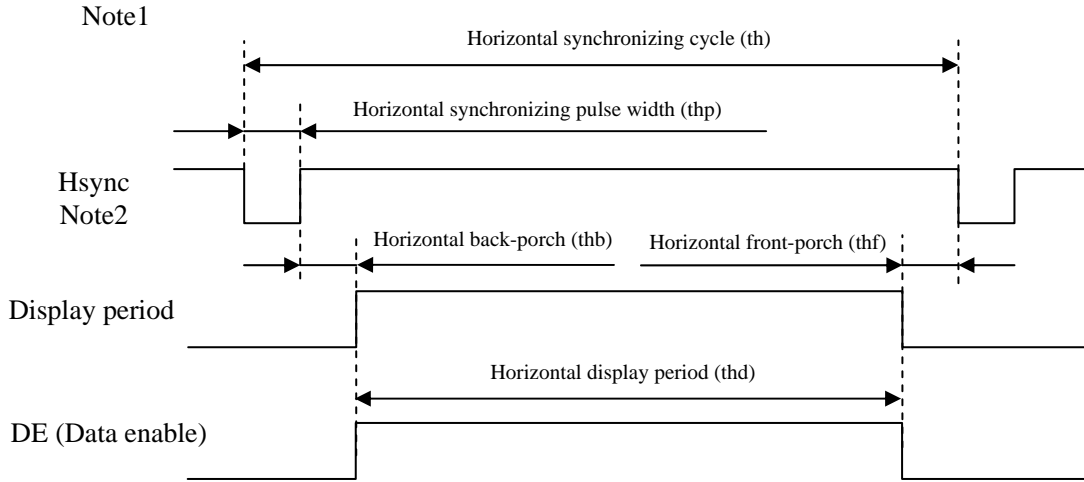 Note1
Horizontal synchronizing cycle (th)
Horizontal synchronizing pulse width (thp)
Hsync
Note2
Horizontal back-porch (thb)
Horizontal front-porch (thf)
Display period
Horizontal display period (thd)
DE (Data enable)